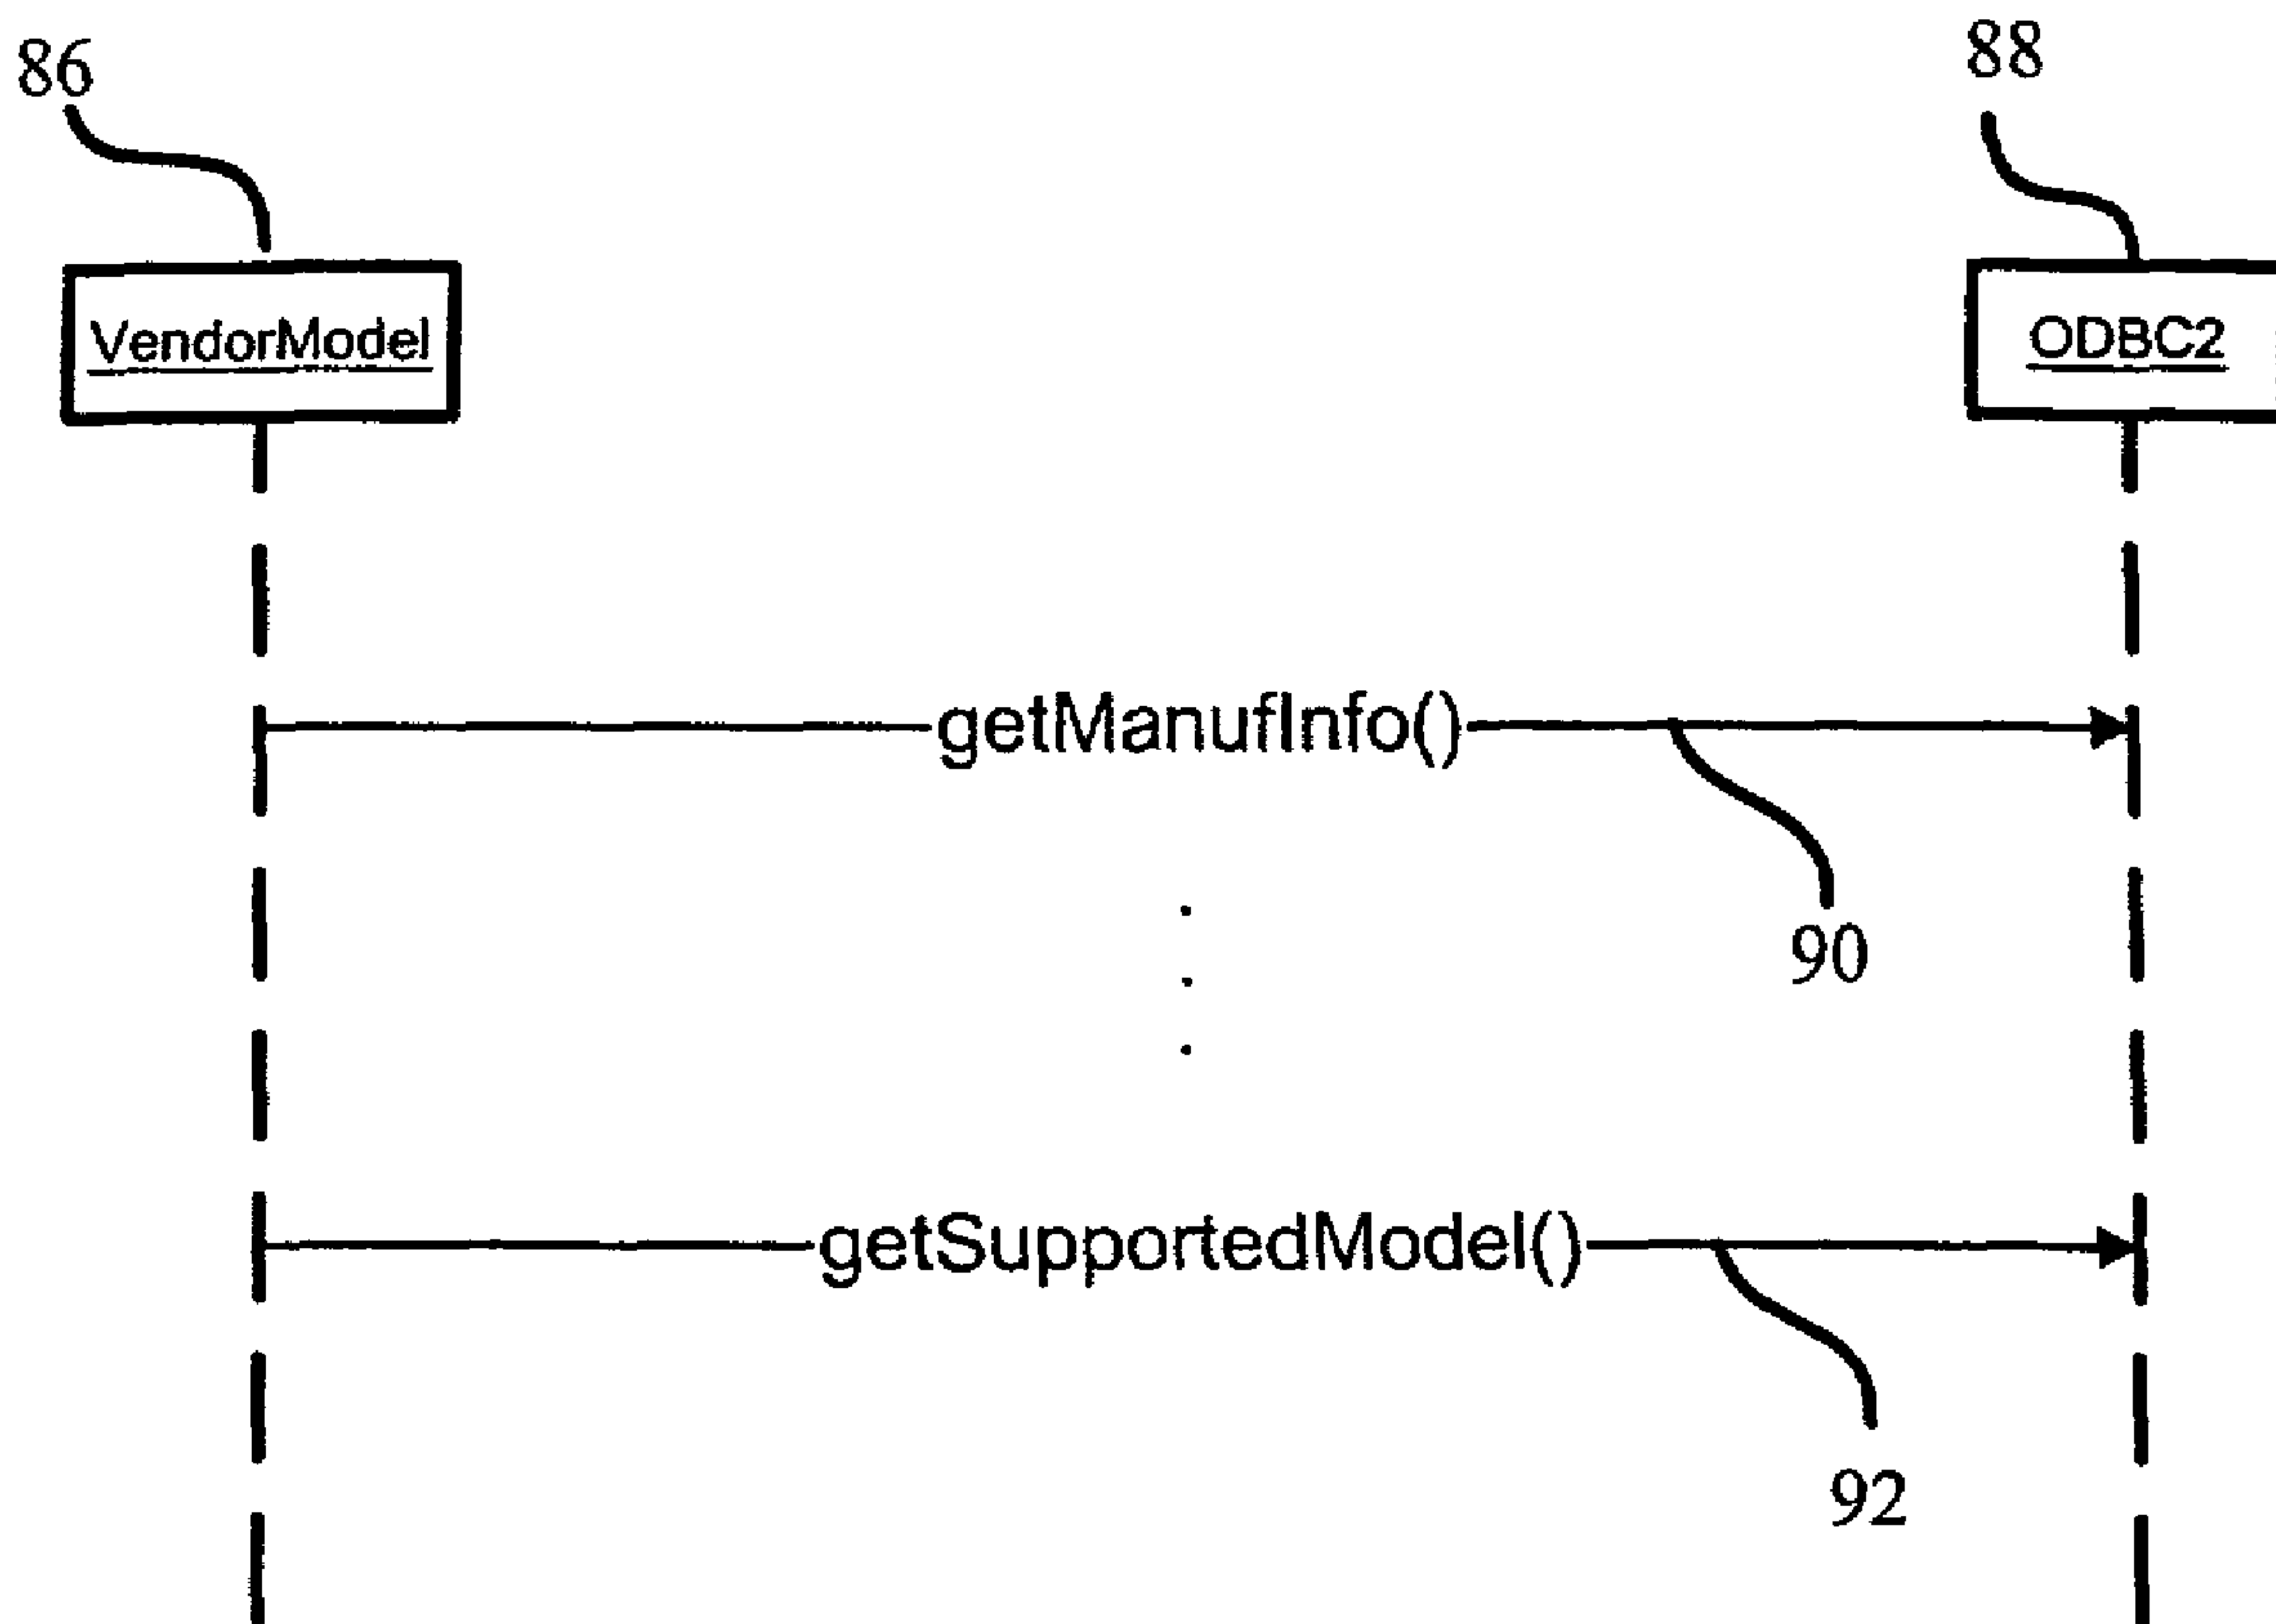 86
88
VendorModel
ODBC2
getManufInfo()
90
getSupportedModel()
92